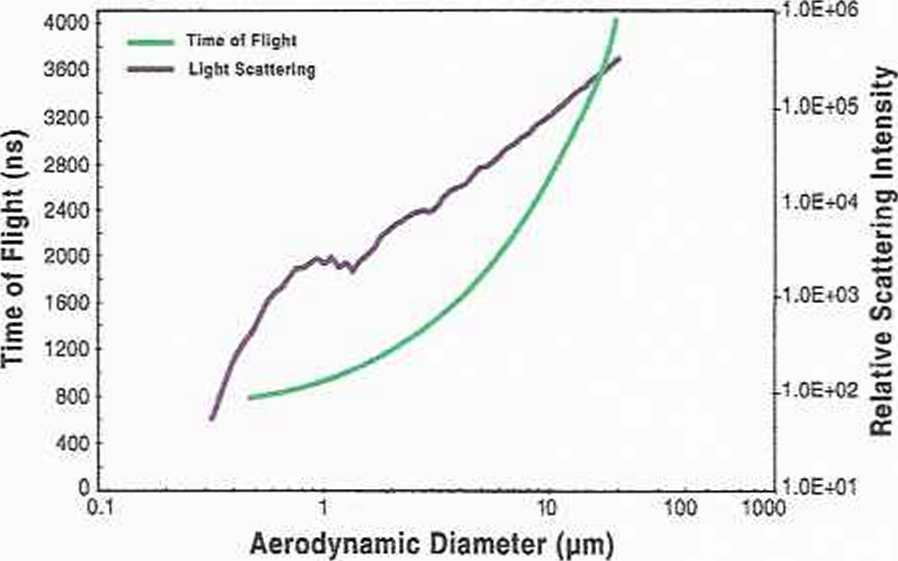 Time of Flight
Light Scattering
Time of Flight (ns)
4000
3600
3200
2800
2400
2000
1600
1200
800
400
0
1.0E+06
1.0E+05
1.0E+04
1.0E+03
1.0E+02
1.0E+01
Relative Scattering Intensity
0.1 1 10 100 1000
Aerodynamic Diameter (µm)